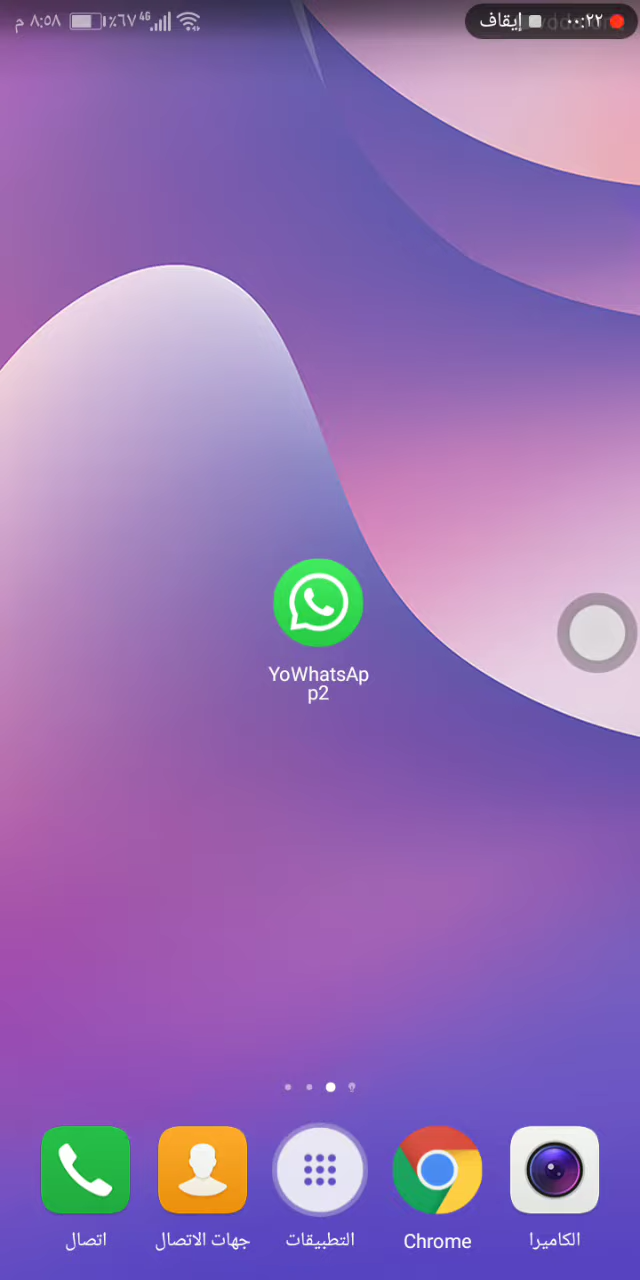 م ٨:٥٨
٪٦٧
4G
إيقاف
٠٠:٢٢
YoWhatsAp
p2
اتصال
جهات الاتصال
التطبيقات
Chrome
الكاميرا